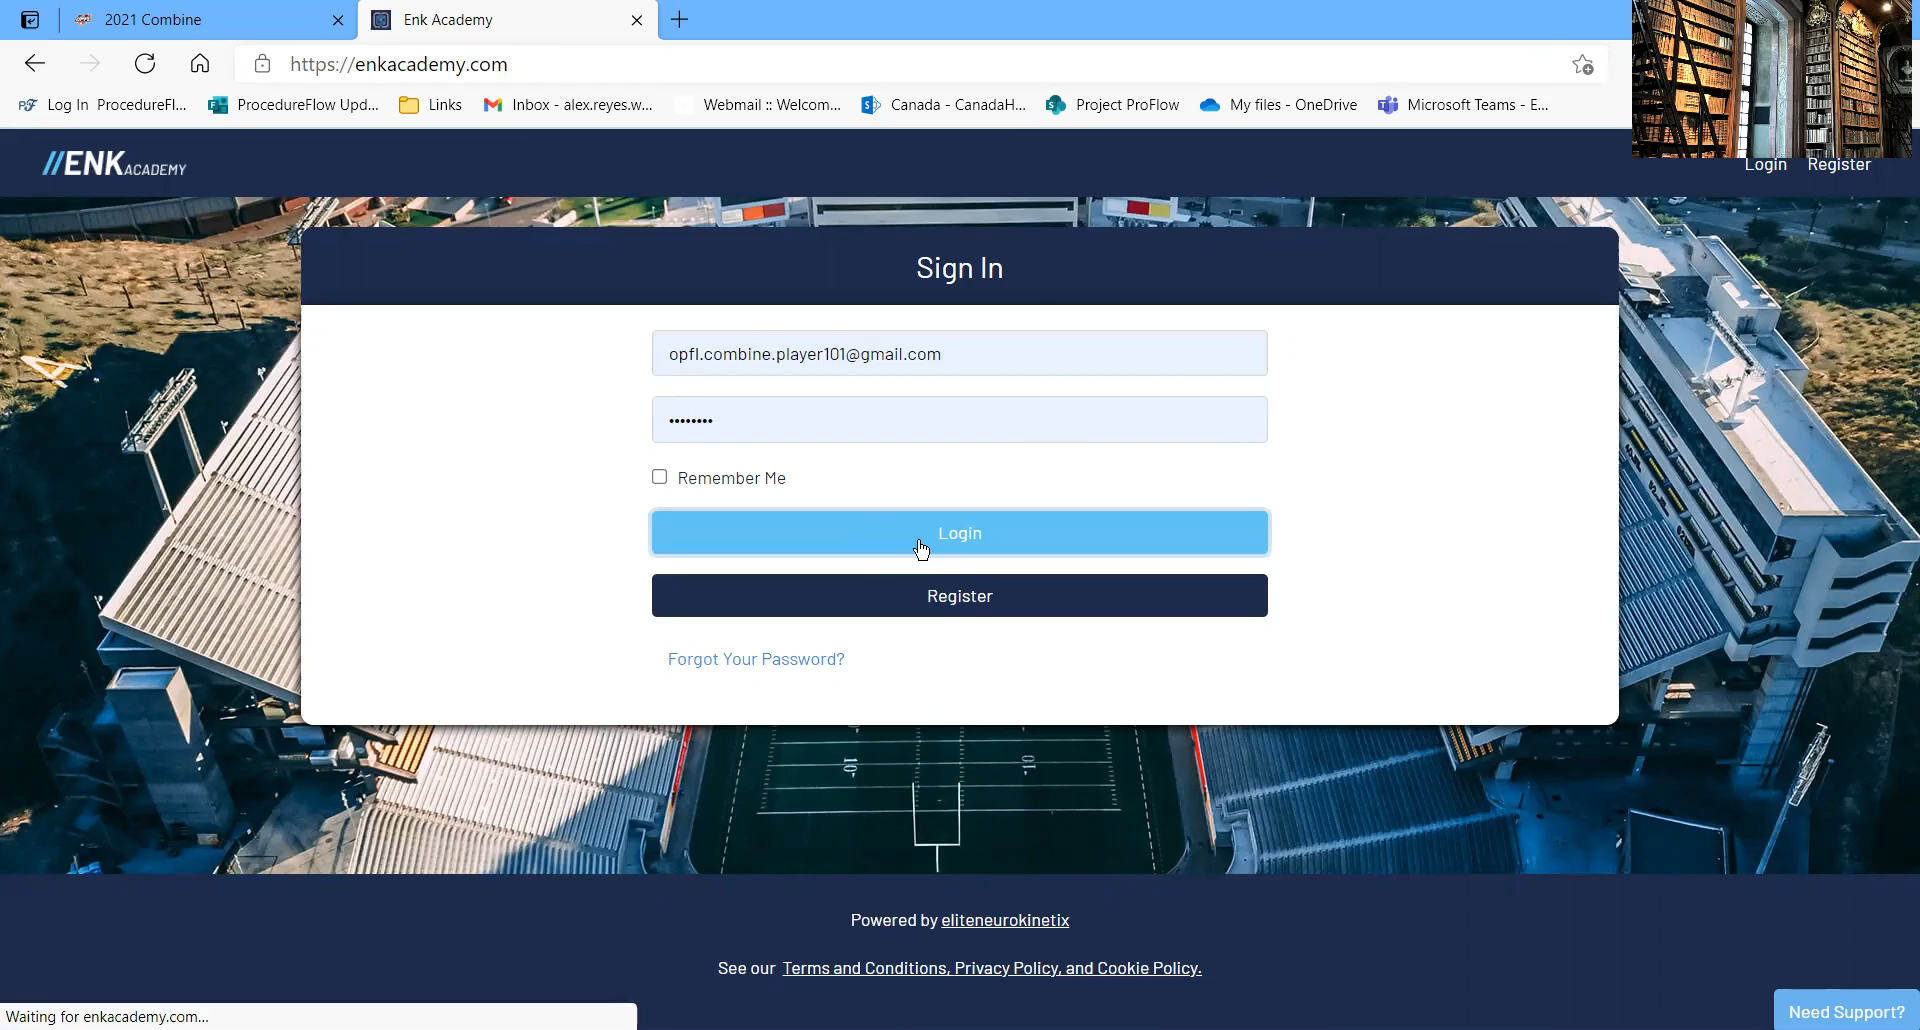 2021 Combine
Enk Academy
https://enkacademy.com
Log In ProcedureFl...
ProcedureFlow Upd...
Links
Inbox - alex.reyes.w...
Webmail :: Welcom...
Canada - CanadaH...
Project ProFlow
My files - OneDrive
Microsoft Teams - E...
//ENK ACADEMY
Login Register
Sign In
opfl.combine.player101@gmail.com
••••••••
Remember Me
Login
Register
Forgot Your Password?
Powered by eliteneurokinetix
See our Terms and Conditions, Privacy Policy, and Cookie Policy.
Waiting for enkacademy.com...
Need Support?